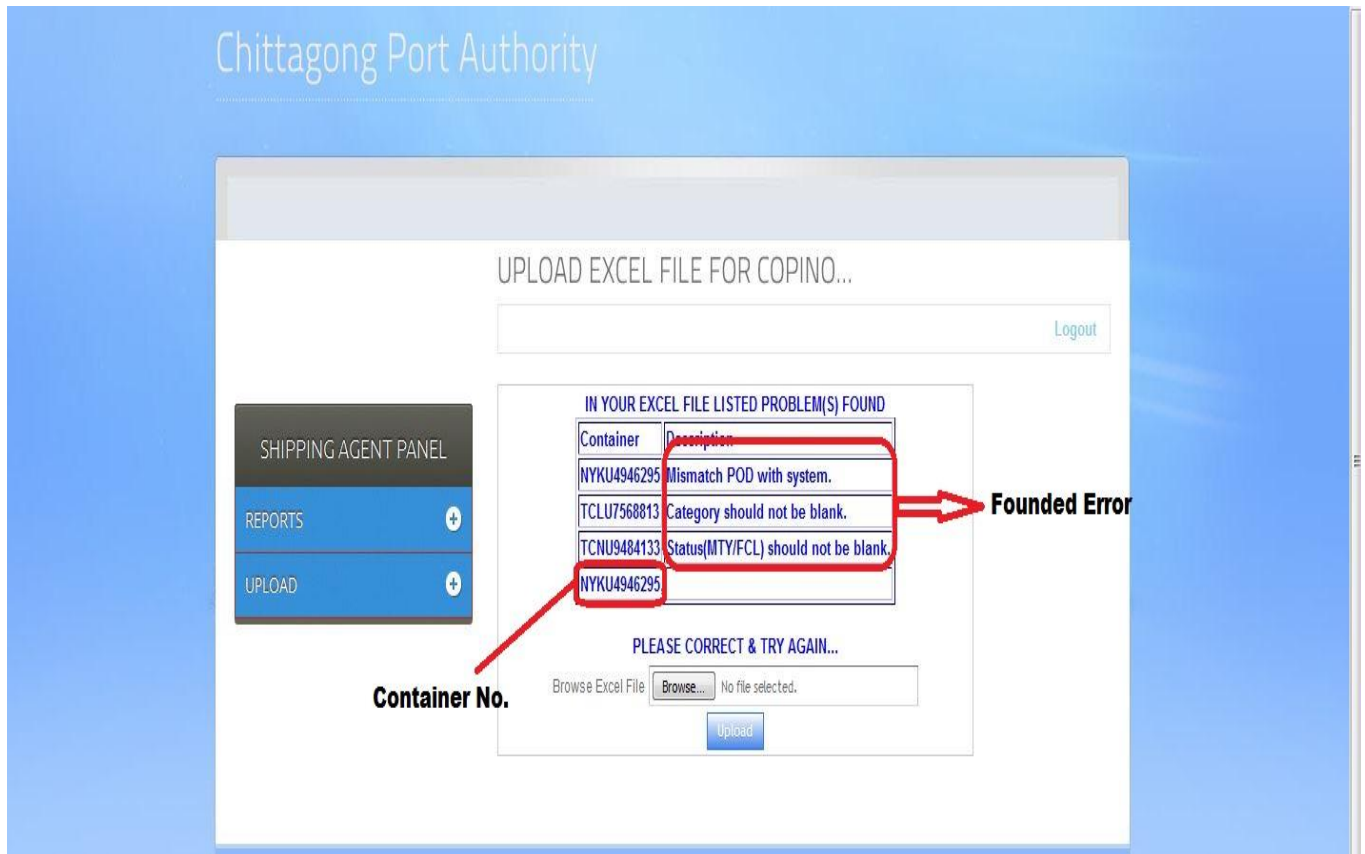 Chittagong Port Authority
UPLOAD EXCEL FILE FOR COPINO...
Logout
SHIPPING AGENT PANEL
REPORTS
UPLOAD
IN YOUR EXCEL FILE LISTED PROBLEM(S) FOUND
Container Description
NYKU4946295 Mismatch POD with system.
TCLU7568813 Category should not be blank.
TCNU9484133 Status(MTY/FCL) should not be blank.
NYKU4946295
Founded Error
Container No.
PLEASE CORRECT & TRY AGAIN...
Browse Excel File Browse... No file selected.
Upload